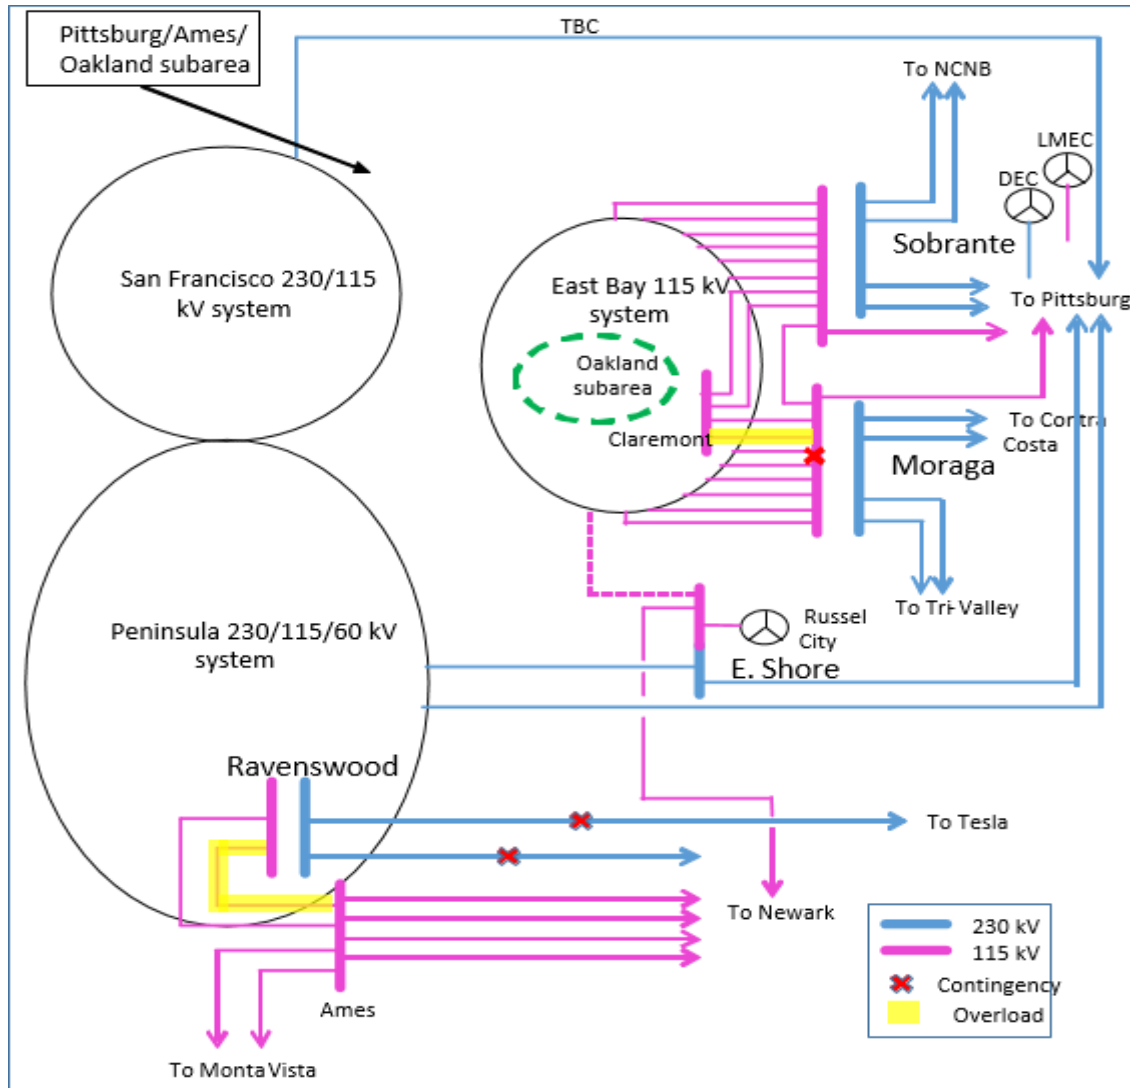 TBC
Pittsburg/Ames/
Oakland subarea
To NCNB
LMEC
DEC
Sobrante
San Francisco 230/115
kV system
East Bay 115 kV
system
To Pittsburg
Oakland
subarea
Claremont
To Contra
Costa
Moraga
To Tri-Valley
Russel
City
E. Shore
Peninsula 230/115/60 kV
system
Ravenswood
To Tesla
To Newark
Ames
To Monta Vista
230 kV
115 kV
Contingency
Overload